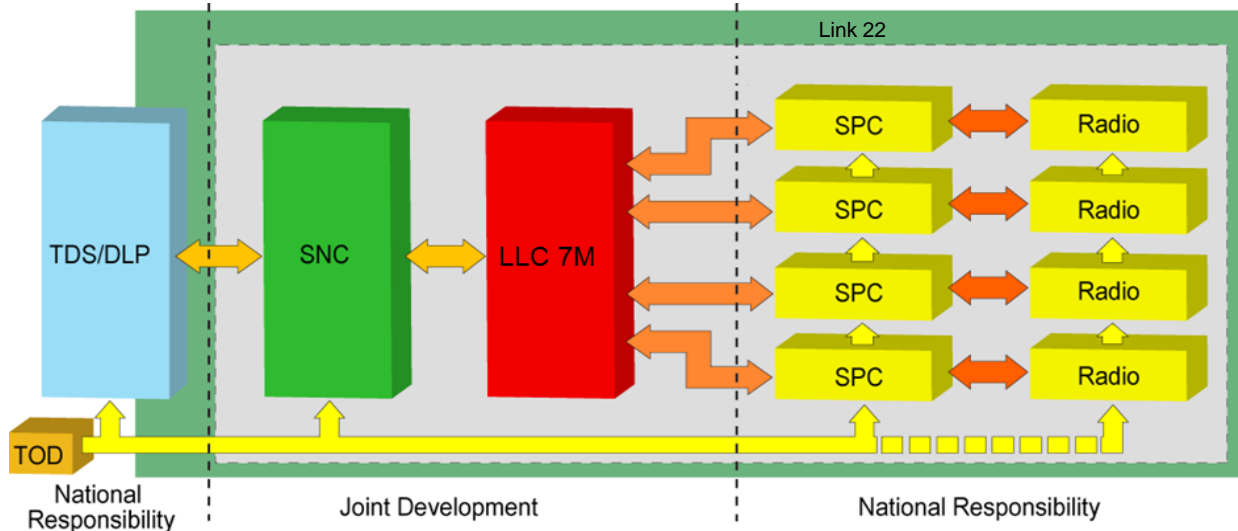 Link 22
TDS/DLP
SNC
LLC 7M
SPC
Radio
SPC
Radio
SPC
Radio
SPC
Radio
TOD
National
Responsibility
Joint Development
National Responsibility